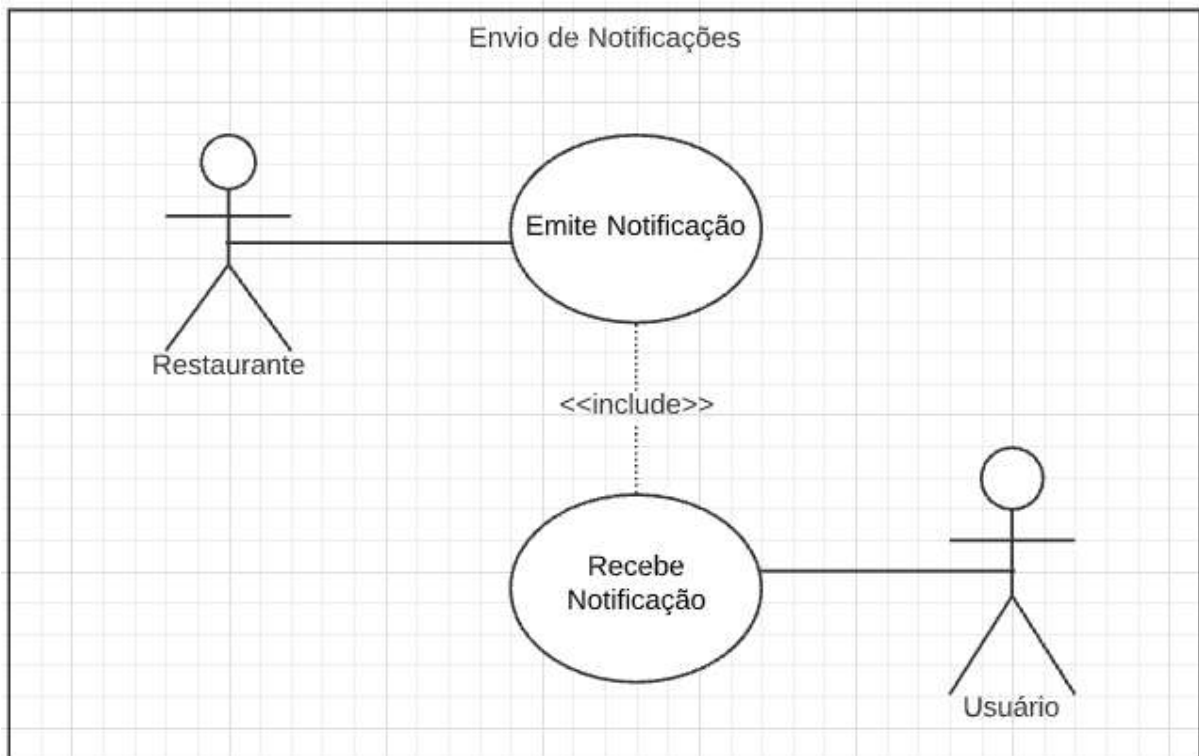 Envio de Notificações
Emite Notificação
Restaurante
<<include>>
Recebe
Notificação
Usuário